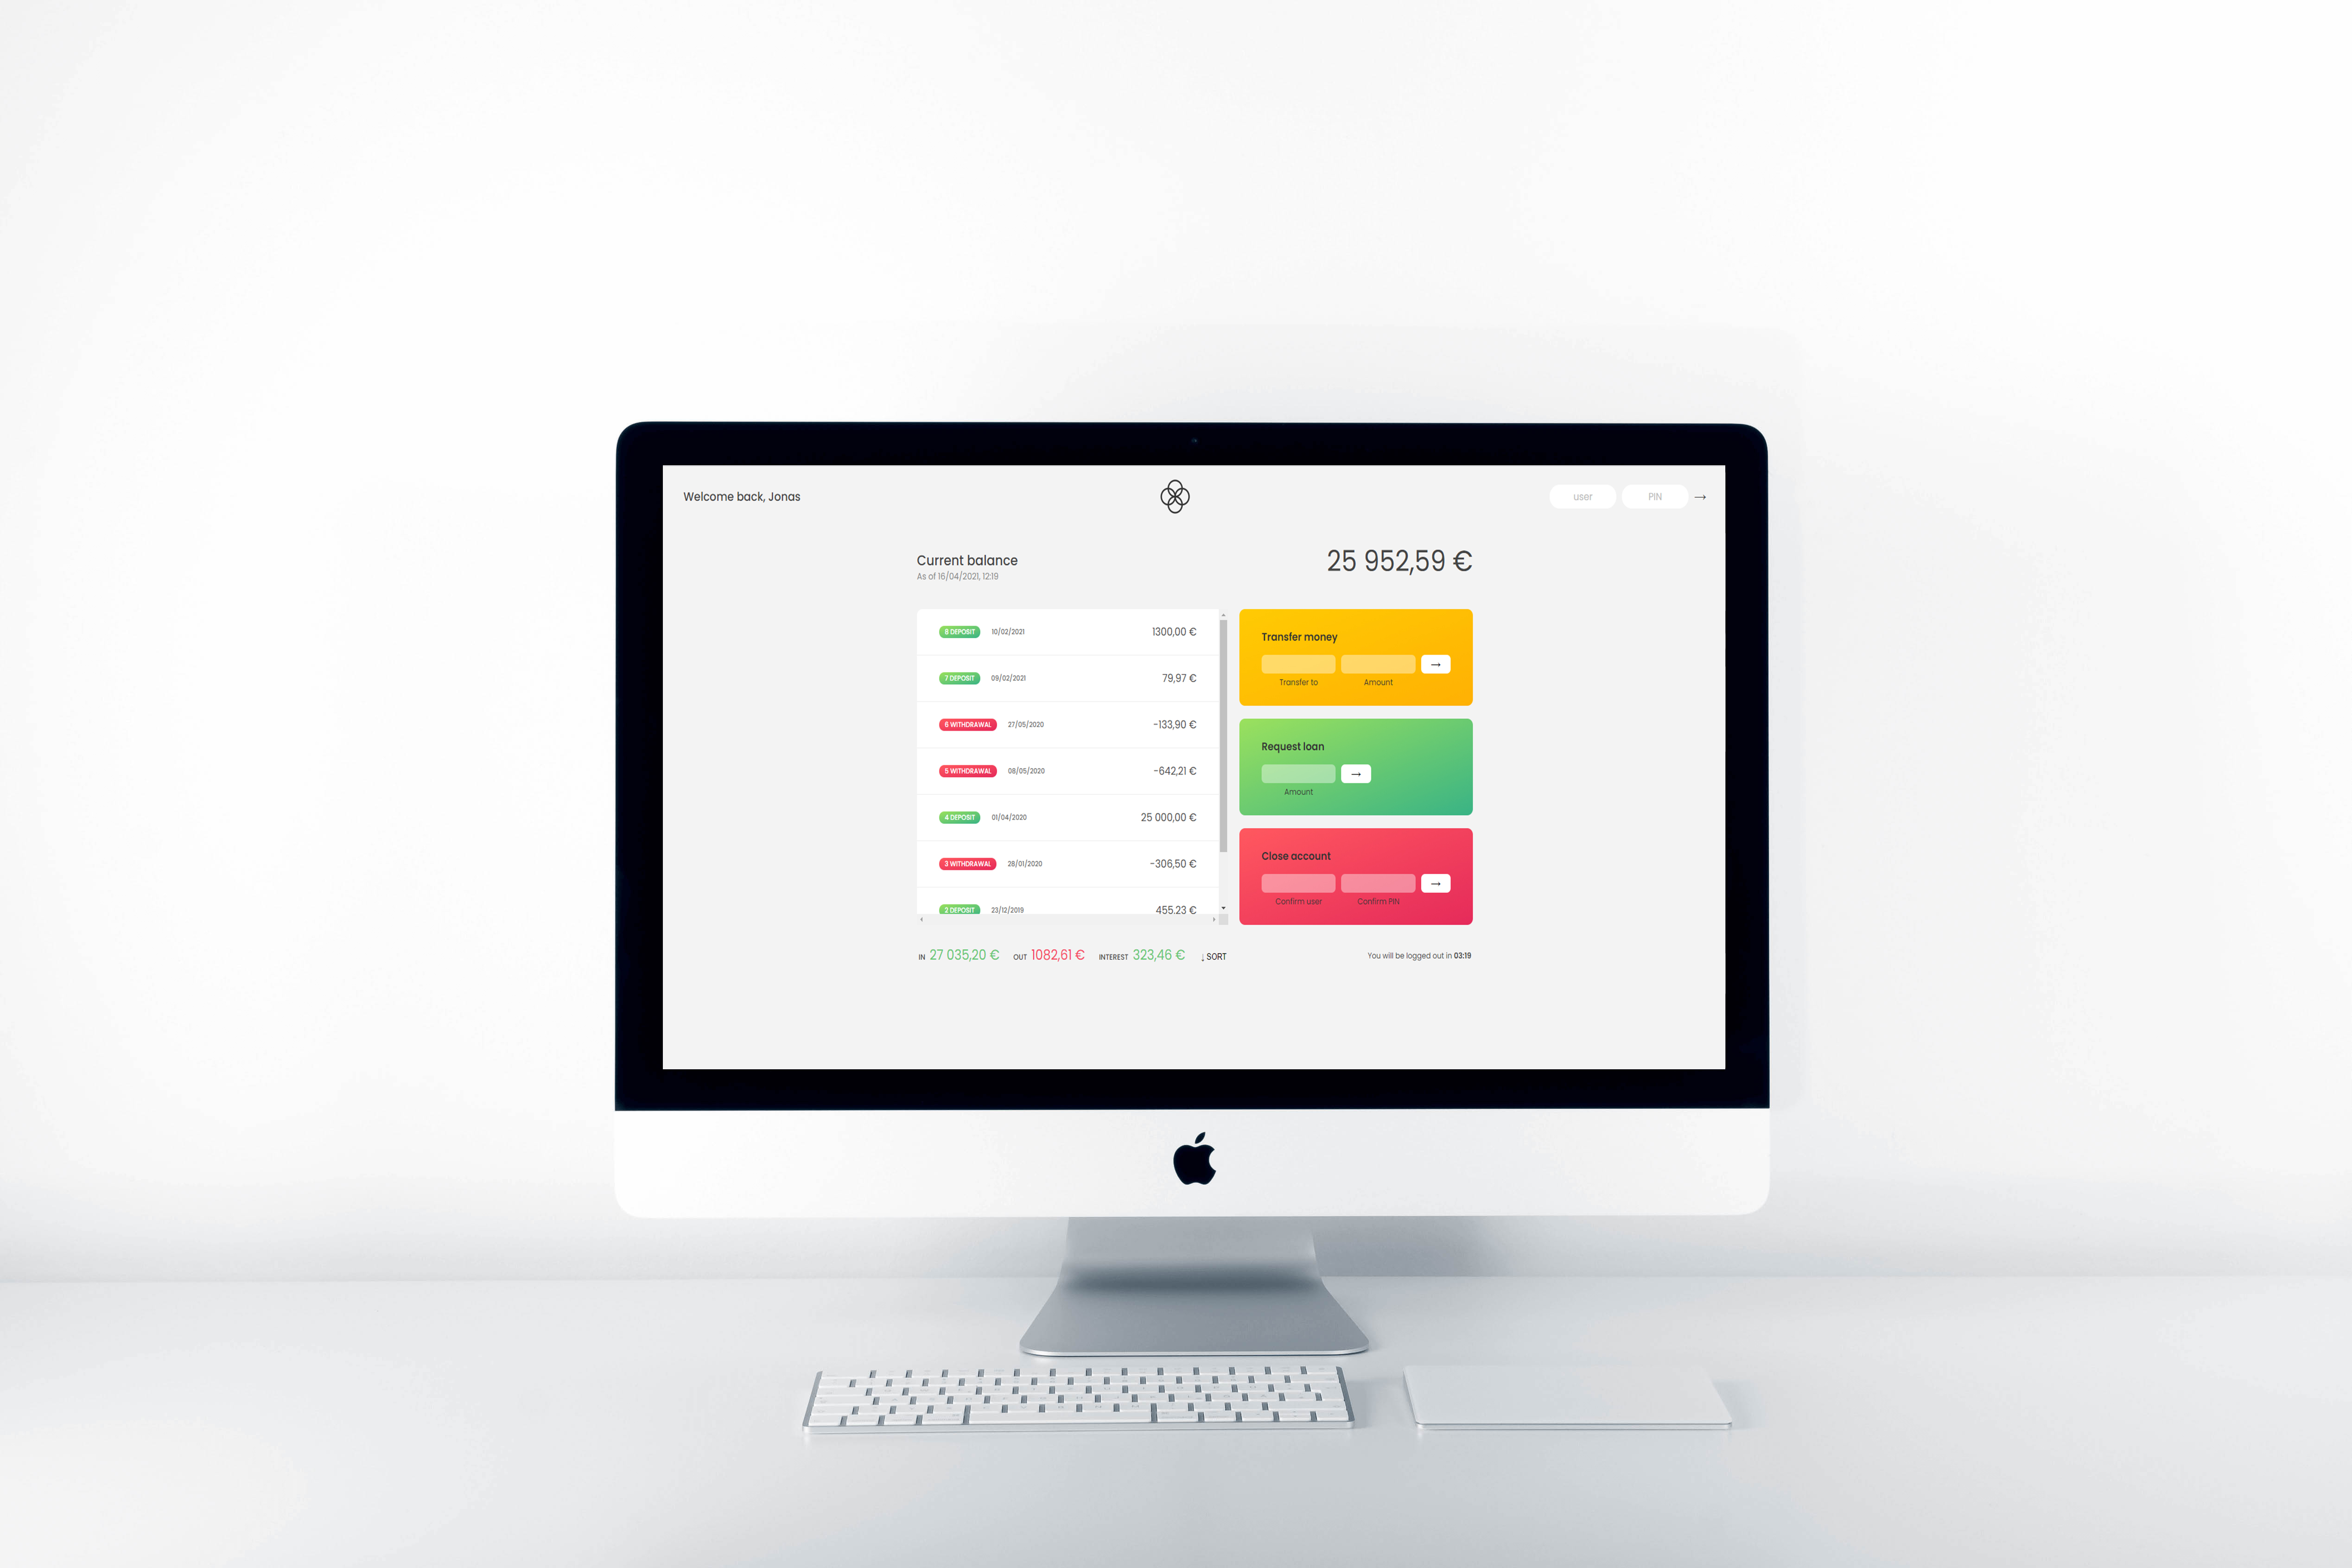 Welcome back, Jonas
user PIN →
Current balance
As of 16/04/2021, 12:19
25 952,59 €
8 DEPOSIT 10/02/2021 1300,00 €
7 DEPOSIT 09/02/2021 79,97 €
6 WITHDRAWAL 27/05/2020 -133,90 €
5 WITHDRAWAL 08/05/2020 -642,21 €
4 DEPOSIT 01/04/2020 25 000,00 €
3 WITHDRAWAL 28/01/2020 -306,50 €
2 DEPOSIT 23/12/2019 455,23 €
Transfer money
→
Transfer to Amount
Request loan
→
Amount
Close account
→
Confirm user Confirm PIN
IN 27 035,20 € OUT 1082,61 € INTEREST 323,46 € ↓ SORT
You will be logged out in 03:19